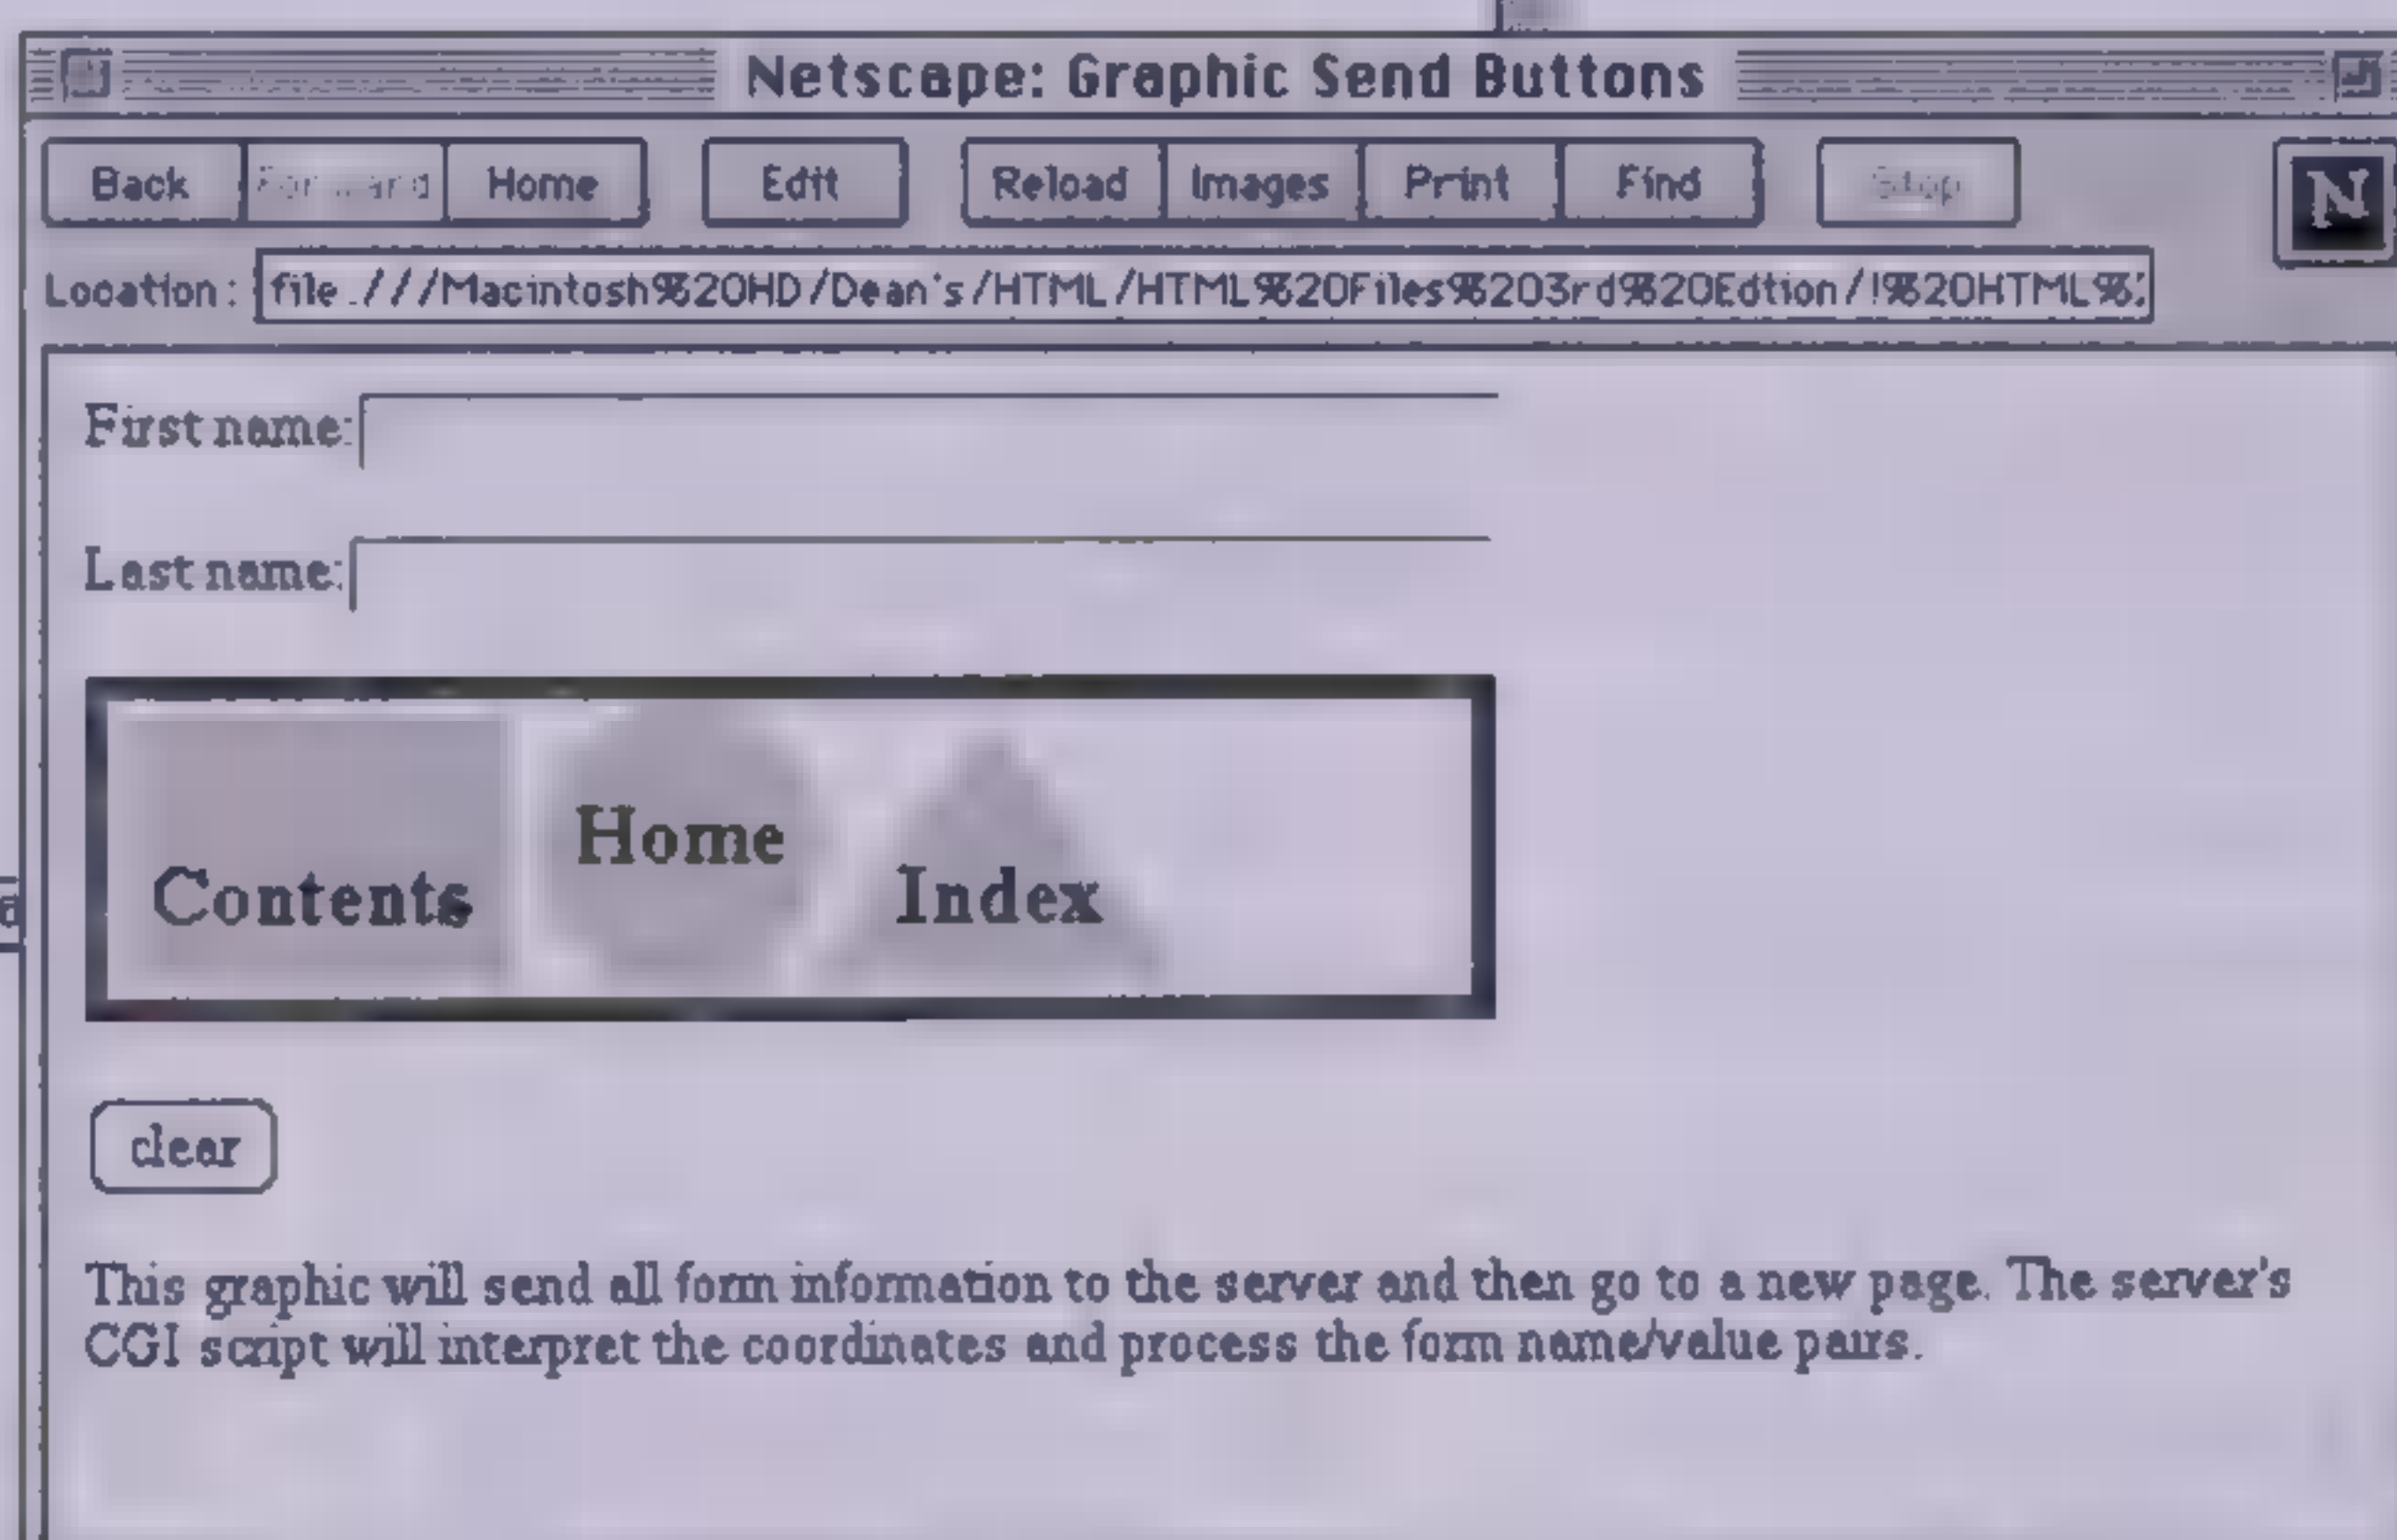 Netscape: Graphic Send Buttons
Back Forward Home Edit Reload Images Print Find Stop
N
Location: file:///Macintosh%20HD/Dean's/HTML/HTML%20Files%203rd%20Edtion/!%20HTML%
First name:
Last name:
Contents Home Index
clear
This graphic will send all form information to the server and then go to a new page. The server's
CGI script will interpret the coordinates and process the form name/value pairs.